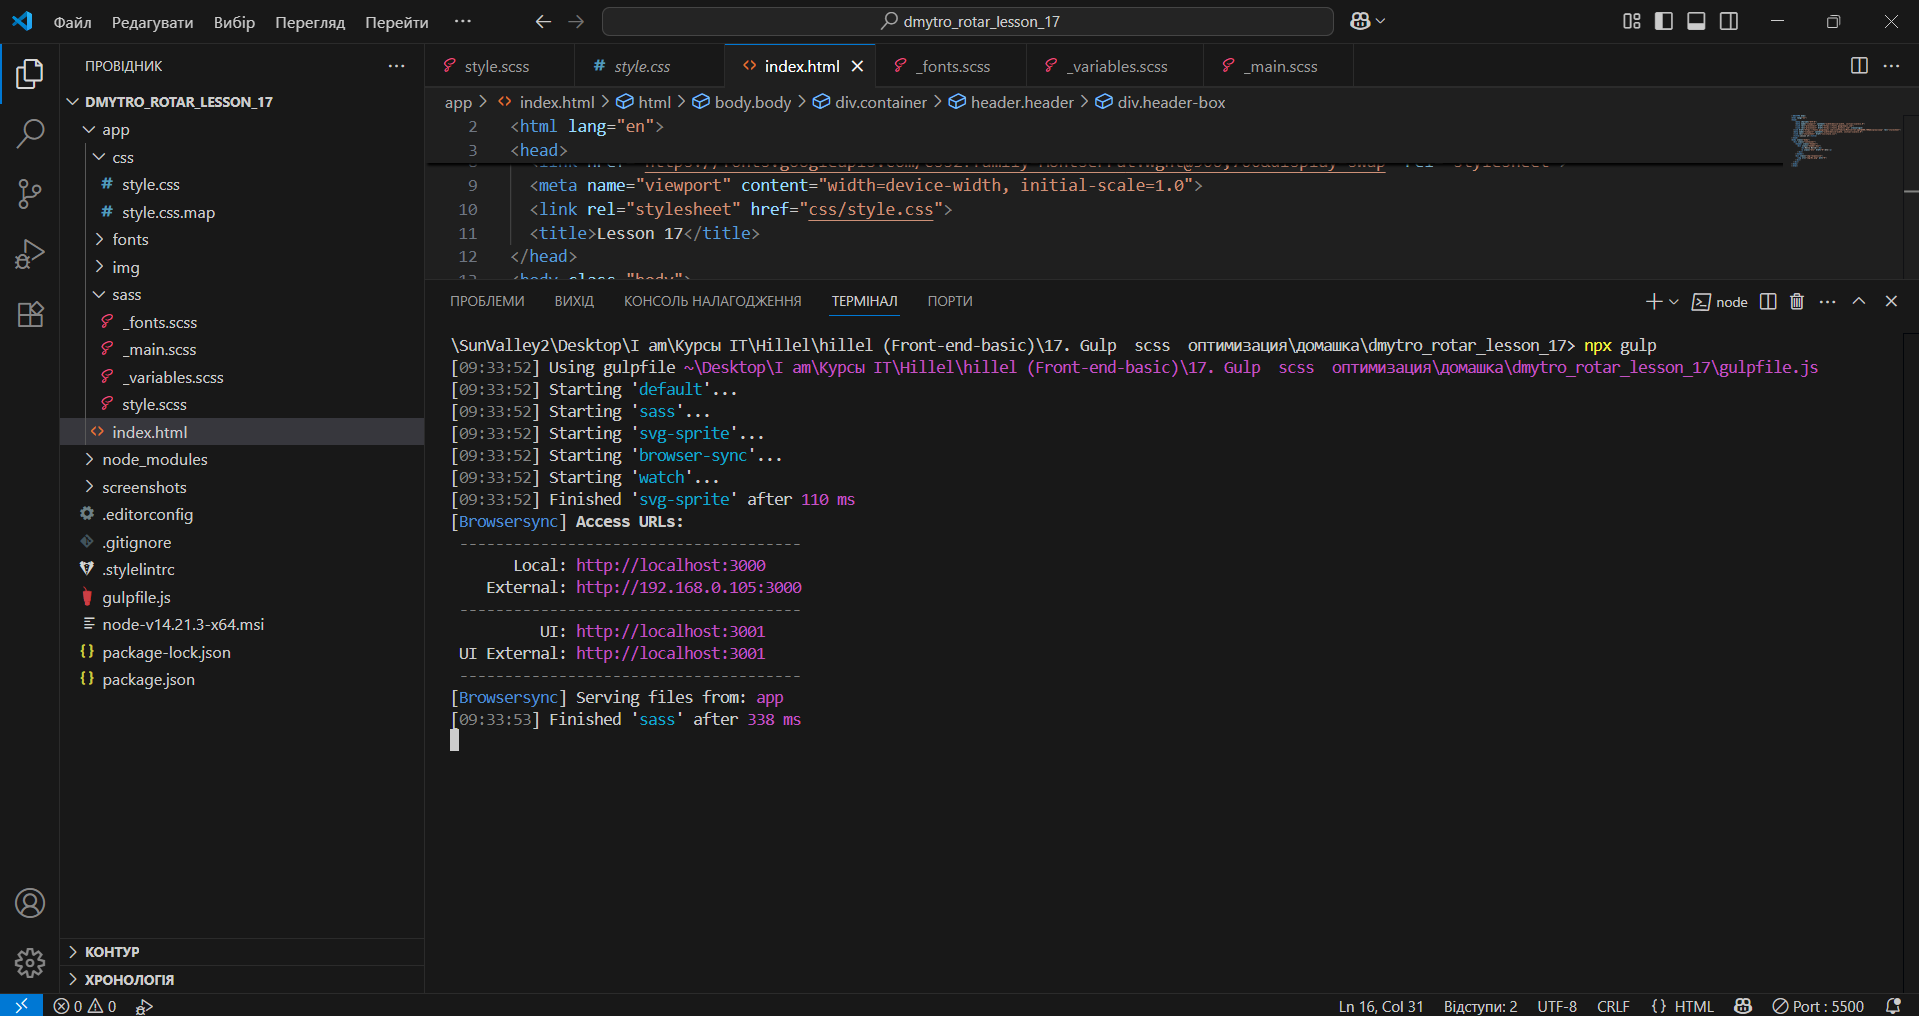 Файл Редагувати Вибір Перегляд Перейти ···
dmytro_rotar_lesson_17
ПРОВІДНИК
DMYTRO_ROTAR_LESSON_17
app
css
style.css
style.css.map
fonts
img
sass
_fonts.scss
_main.scss
_variables.scss
style.scss
index.html
node_modules
screenshots
.editorconfig
.gitignore
.stylelintrc
gulpfile.js
node-v14.21.3-x64.msi
package-lock.json
package.json
КОНТУР
ХРОНОЛОГІЯ
style.scss style.css index.html _fonts.scss _variables.scss _main.scss
app > index.html > html > body.body > div.container > header.header > div.header-box
2 <html lang="en">
3 <head>
9 <meta name="viewport" content="width=device-width, initial-scale=1.0">
10 <link rel="stylesheet" href="css/style.css">
11 <title>Lesson 17</title>
12 </head>
ПРОБЛЕМИ ВИХІД КОНСОЛЬ НАЛАГОДЖЕННЯ ТЕРМІНАЛ ПОРТИ
node
\SunValley2\Desktop\I am\Курсы IT\Hillel\hillel (Front-end-basic)\17. Gulp  scss  оптимизация\домашка\dmytro_rotar_lesson_17> npx gulp
[09:33:52] Using gulpfile ~\Desktop\I am\Курсы IT\Hillel\hillel (Front-end-basic)\17. Gulp  scss  оптимизация\домашка\dmytro_rotar_lesson_17\gulpfile.js
[09:33:52] Starting 'default'...
[09:33:52] Starting 'sass'...
[09:33:52] Starting 'svg-sprite'...
[09:33:52] Starting 'browser-sync'...
[09:33:52] Starting 'watch'...
[09:33:52] Finished 'svg-sprite' after 110 ms
[Browsersync] Access URLs:
--------------------------------------
Local: http://localhost:3000
External: http://192.168.0.105:3000
--------------------------------------
UI: http://localhost:3001
UI External: http://localhost:3001
--------------------------------------
[Browsersync] Serving files from: app
[09:33:53] Finished 'sass' after 338 ms
0 0
Ln 16, Col 31 Відступи: 2 UTF-8 CRLF {} HTML Port : 5500